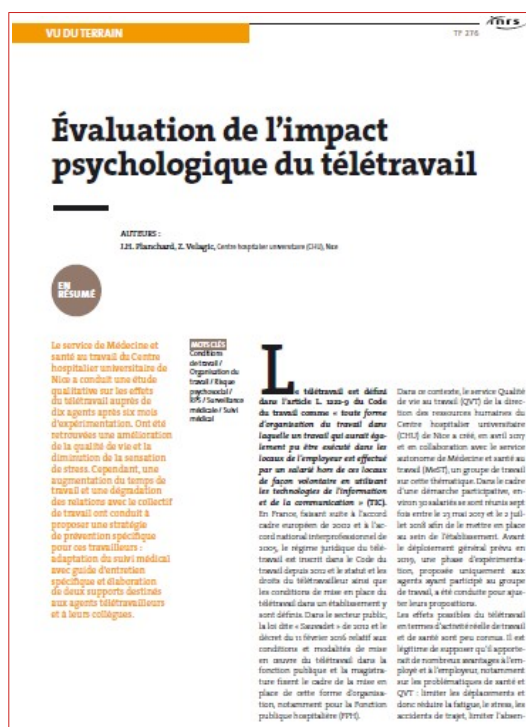 VU DU TERRAIN
TF 276
inrs
Évaluation de l'impact
psychologique du télétravail
AUTEURS :
J.M. Planchard, Z. Velagic, Centre hospitalier universitaire (CHU), Nice
EN
RÉSUMÉ
Le service de Médecine et
santé au travail du Centre
hospitalier universitaire de
Nice a conduit une étude
qualitative sur les effets
du télétravail auprès de
dix agents après six mois
d'expérimentation. Ont été
retrouvées une amélioration
de la qualité de vie et la
diminution de la sensation
de stress. Cependant, une
augmentation du temps de
travail et une dégradation
des relations avec le collectif
de travail ont conduit à
proposer une stratégie
de prévention spécifique
pour ces travailleurs :
adaptation du suivi médical
avec guide d'entretien
spécifique et élaboration
de deux supports destinés
aux agents télétravailleurs
et à leurs collègues.
MOTS CLÉS
Conditions
de travail /
Organisation du
travail / Risque
psychosocial /
RPS / Surveillance
médicale / Suivi
médical
Le télétravail est défini
dans l'article L. 1222-9 du Code
du travail comme « toute forme
d'organisation du travail dans
laquelle un travail qui aurait éga-
lement pu être exécuté dans les
locaux de l'employeur est effectué
par un salarié hors de ces locaux
de façon volontaire en utilisant
les technologies de l'information
et de la communication » (TIC).
En France, faisant suite à l'accord
cadre européen de 2002 et à l'ac-
cord national interprofessionnel de
2005, le régime juridique du télé-
travail est inscrit dans le Code du
travail depuis 2012 et le statut et les
droits du télétravailleur ainsi que
les conditions de mise en place du
télétravail dans un établissement y
sont définis. Dans le secteur public,
la loi dite « Sauvadet » de 2012 et le
décret du 11 février 2016 relatif aux
conditions et modalités de mise
en œuvre du télétravail dans la
fonction publique et la magistra-
ture fixent le cadre de la mise en
place de cette forme d'organisa-
tion, notamment pour la Fonction
publique hospitalière (FPH).
Dans ce contexte, le service Qualité
de vie au travail (QVT) de la direc-
tion des ressources humaines du
Centre hospitalier universitaire
(CHU) de Nice a créé, en avril 2017
et en collaboration avec le service
autonome de Médecine et santé au
travail (MeST), un groupe de travail
sur cette thématique. Dans le cadre
d'une démarche participative, en-
viron 30 salariés se sont réunis sept
fois entre le 23 mai 2017 et le 2 juil-
let 2018 afin de le mettre en place
au sein de l'établissement. Avant
le déploiement général prévu en
2019, une phase d'expérimenta-
tion, proposée uniquement aux
agents ayant participé au groupe
de travail, a été conduite pour ajus-
ter leurs propositions.
Les effets possibles du télétravail
en termes d'activité réelle de travail
et de santé sont peu connus. Il est
légitime de supposer qu'il apporte-
rait de nombreux avantages à l'em-
ployé et à l'employeur, notamment
sur les problématiques de santé et
QVT : limiter les déplacements et
donc réduire la fatigue, le stress, les
accidents de trajet, limiter l'absen-